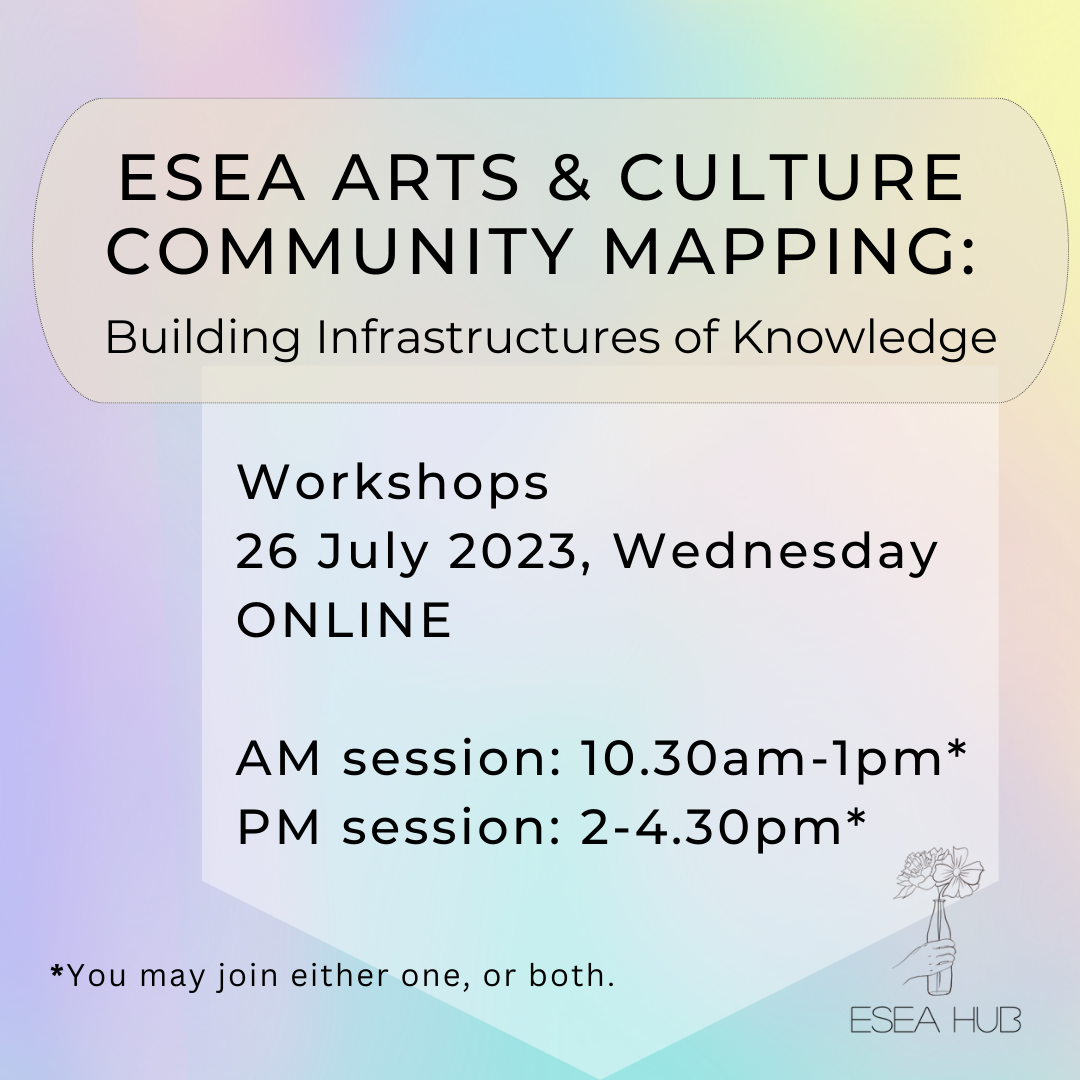 ESEA ARTS & CULTURE
COMMUNITY MAPPING:
Building Infrastructures of Knowledge
Workshops
26 July 2023, Wednesday
ONLINE
AM session: 10.30am-1pm*
PM session: 2-4.30pm*
*You may join either one, or both.
ESEA HUB